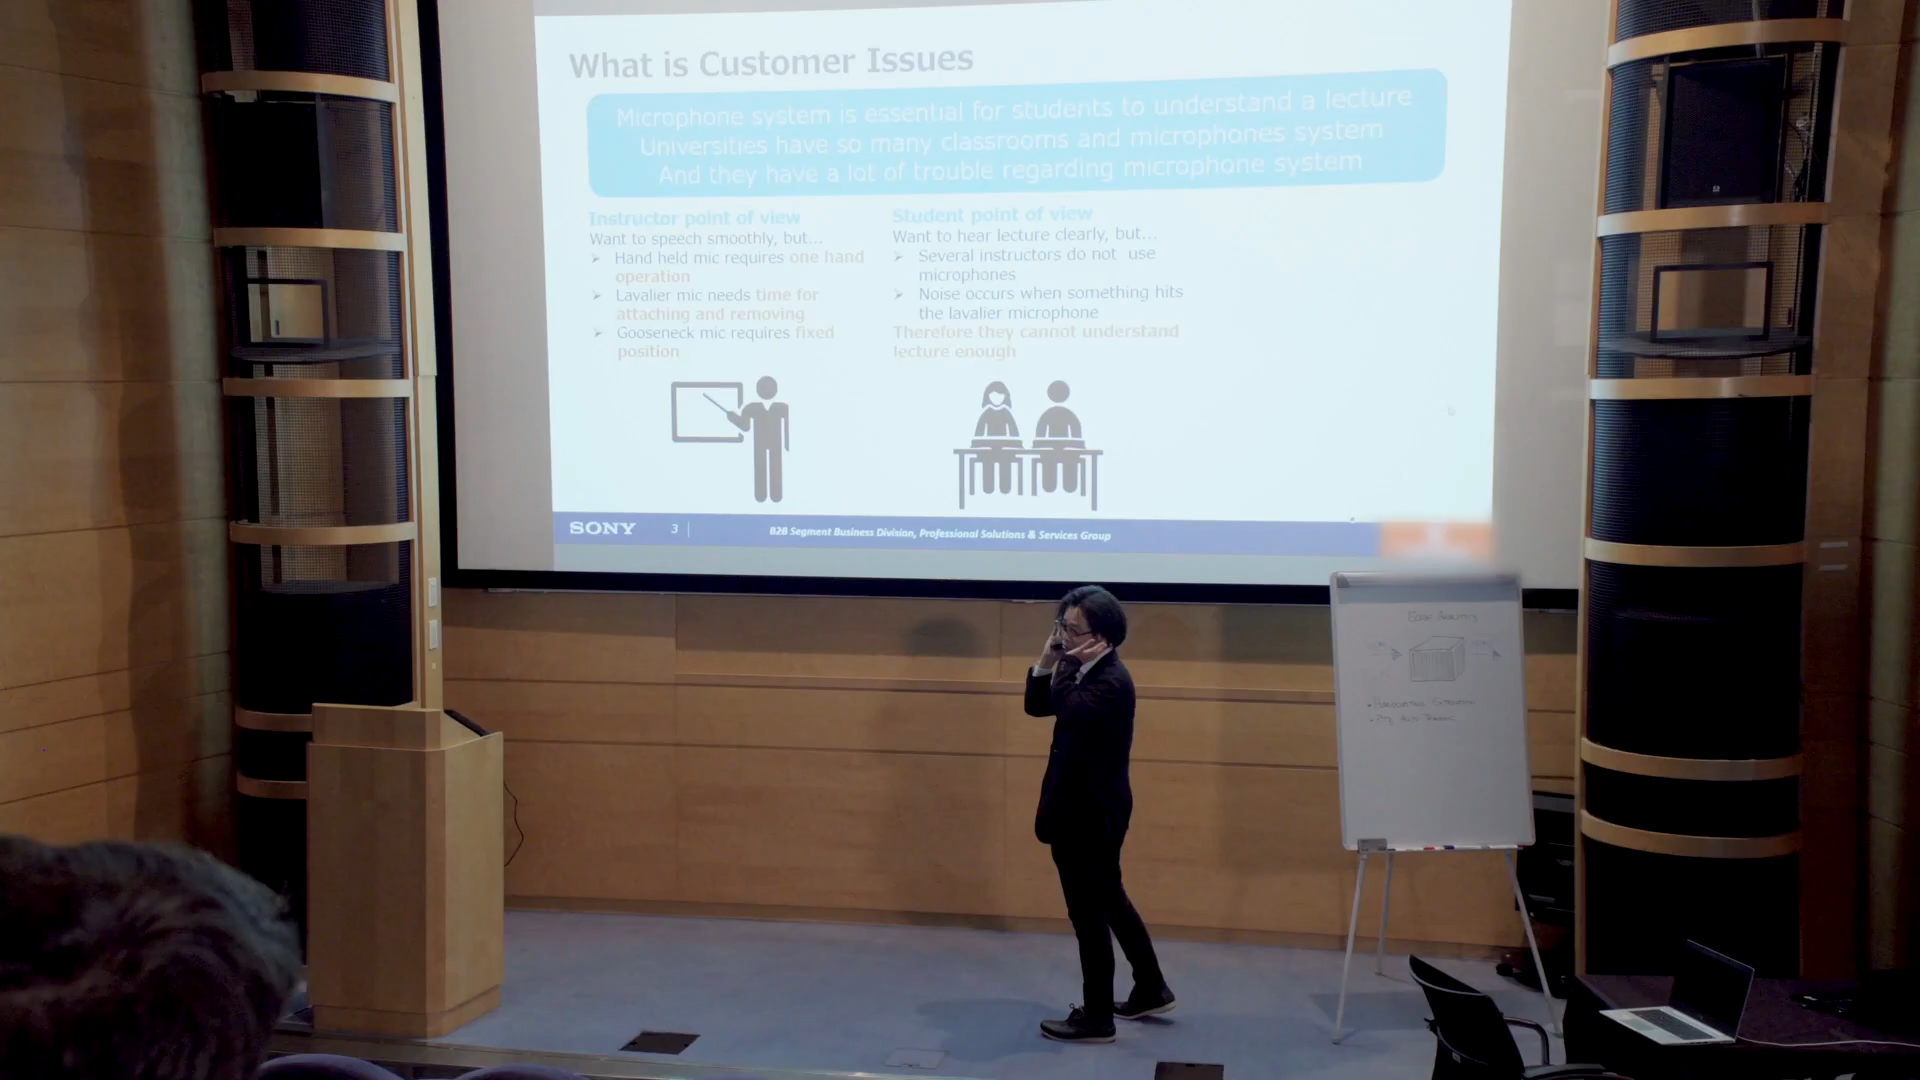 What is Customer Issues
Microphone system is essential for students to understand a lecture
Universities have so many classrooms and microphones system
And they have a lot of trouble regarding microphone system
Instructor point of view
Want to speech smoothly, but...
➢ Hand held mic requires one hand
operation
➢ Lavalier mic needs time for
attaching and removing
➢ Gooseneck mic requires fixed
position
Student point of view
Want to hear lecture clearly, but...
➢ Several instructors do not use
microphones
➢ Noise occurs when something hits
the lavalier microphone
Therefore they cannot understand
lecture enough
SONY 3 B2B Segment Business Division, Professional Solutions & Services Group
Edge Analytics